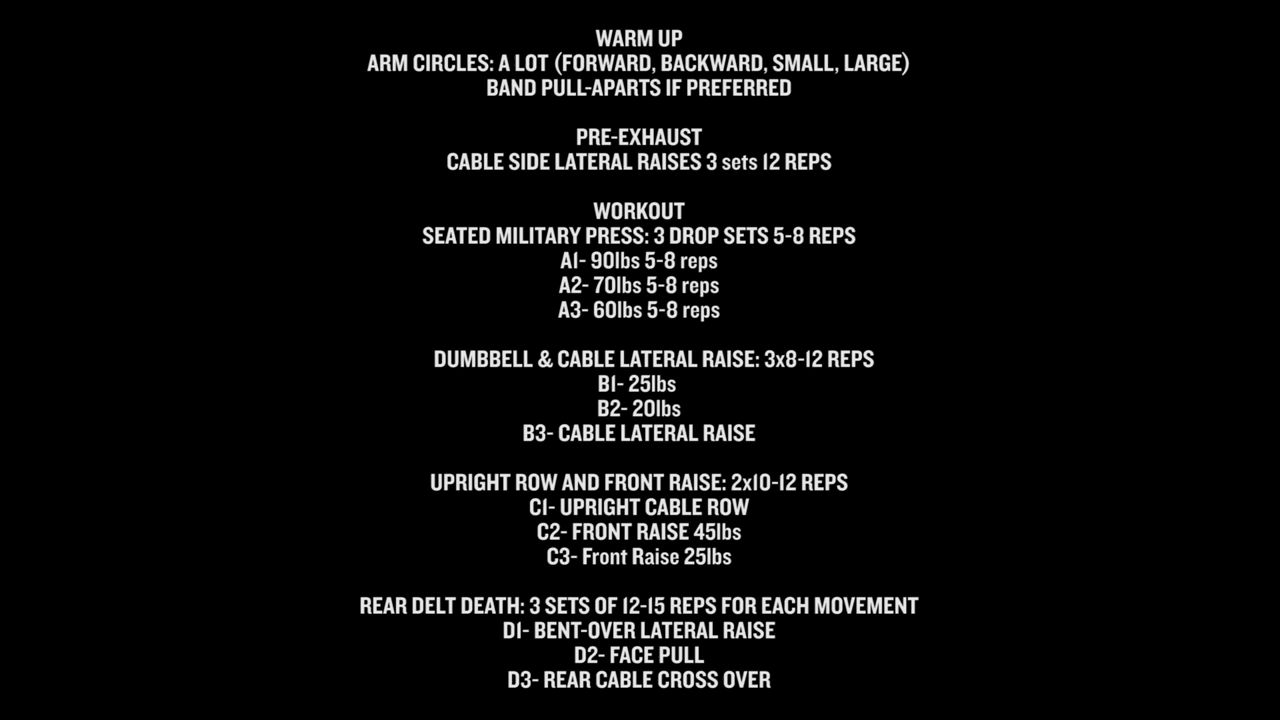 WARM UP
ARM CIRCLES: A LOT (FORWARD, BACKWARD, SMALL, LARGE)
BAND PULL-APARTS IF PREFERRED
PRE-EXHAUST
CABLE SIDE LATERAL RAISES 3 sets 12 REPS
WORKOUT
SEATED MILITARY PRESS: 3 DROP SETS 5-8 REPS
A1- 90lbs 5-8 reps
A2- 70lbs 5-8 reps
A3- 60lbs 5-8 reps
DUMBBELL & CABLE LATERAL RAISE: 3x8-12 REPS
B1- 25lbs
B2- 20lbs
B3- CABLE LATERAL RAISE
UPRIGHT ROW AND FRONT RAISE: 2x10-12 REPS
C1- UPRIGHT CABLE ROW
C2- FRONT RAISE 45lbs
C3- Front Raise 25lbs
REAR DELT DEATH: 3 SETS OF 12-15 REPS FOR EACH MOVEMENT
D1- BENT-OVER LATERAL RAISE
D2- FACE PULL
D3- REAR CABLE CROSS OVER